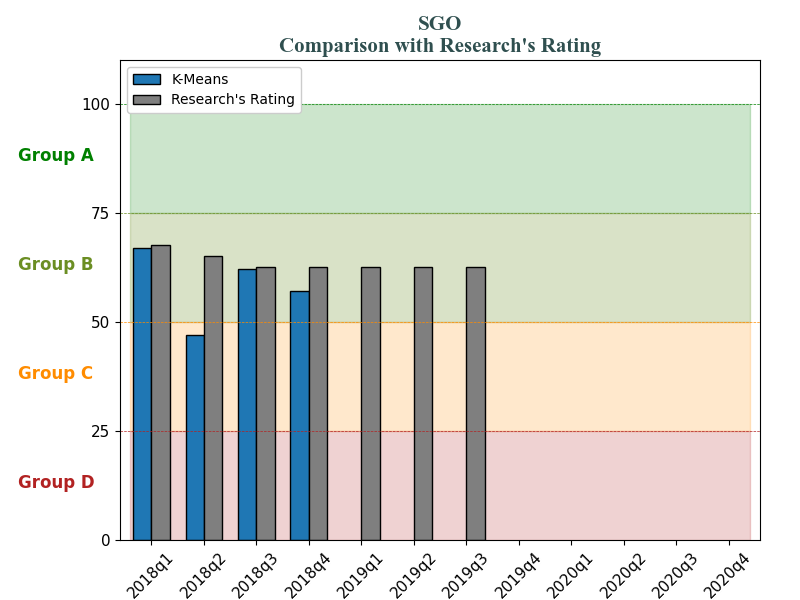 SGO
Comparison with Research's Rating
K-Means
Research's Rating
100
Group A
75
Group B
50
Group C
25
Group D
0
2018q1 2018q2 2018q3 2018q4 2019q1 2019q2 2019q3 2019q4 2020q1 2020q2 2020q3 2020q4